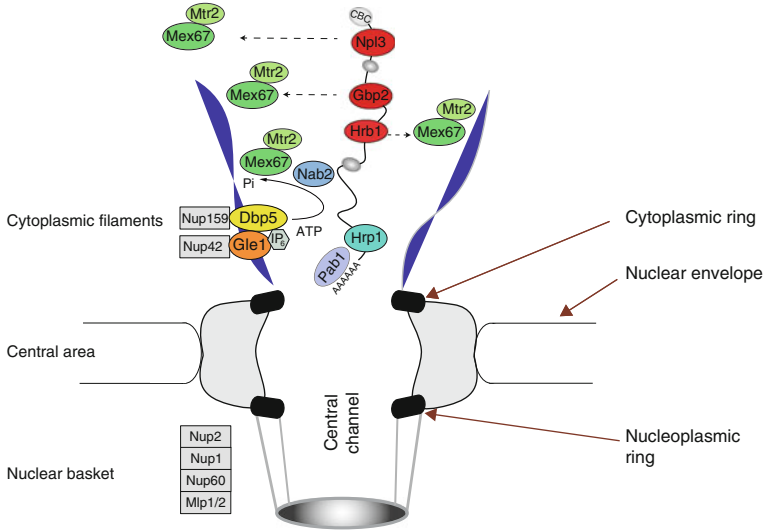 CBC
Mtr2
Mex67
Npl3
Mtr2
Mex67
Gbp2
Mtr2
Mex67
Hrb1
Mtr2
Mex67
Nab2
Pi
Cytoplasmic filaments
Nup159
Dbp5
ATP
Nup42
Gle1
IP6
Hrp1
Pab1
AAAAAA
Cytoplasmic ring
Nuclear envelope
Central area
Central
channel
Nup2
Nup1
Nup60
Mlp1/2
Nuclear basket
Nucleoplasmic
ring